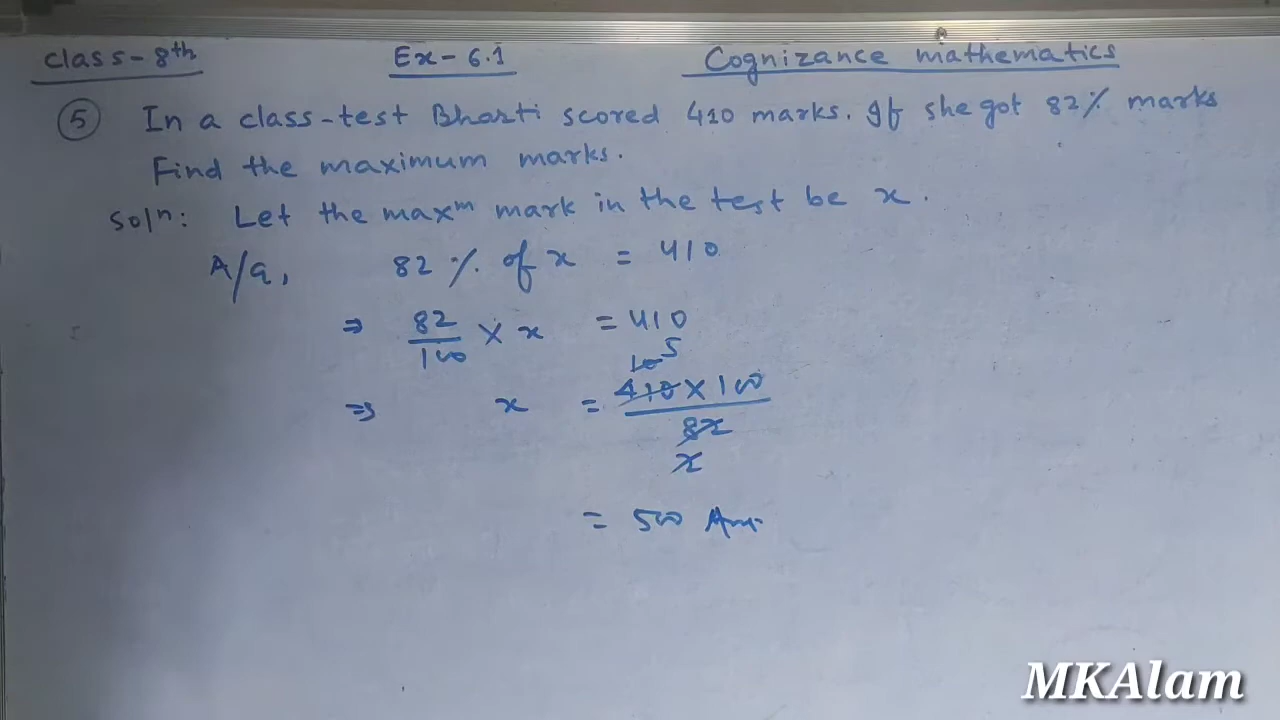 class-8th Ex-6.1 Cognizance mathematics
5 In a class-test Bharti scored 410 marks. If she got 82% marks
Find the maximum marks.
Solⁿ: Let the maxᵐ mark in the test be x.
A/q, 82% of x = 410
⇒ 82/100 × x = 410
10 5
⇒ x = 410 × 100 / 82
2
= 500 Ans.
MKAlam